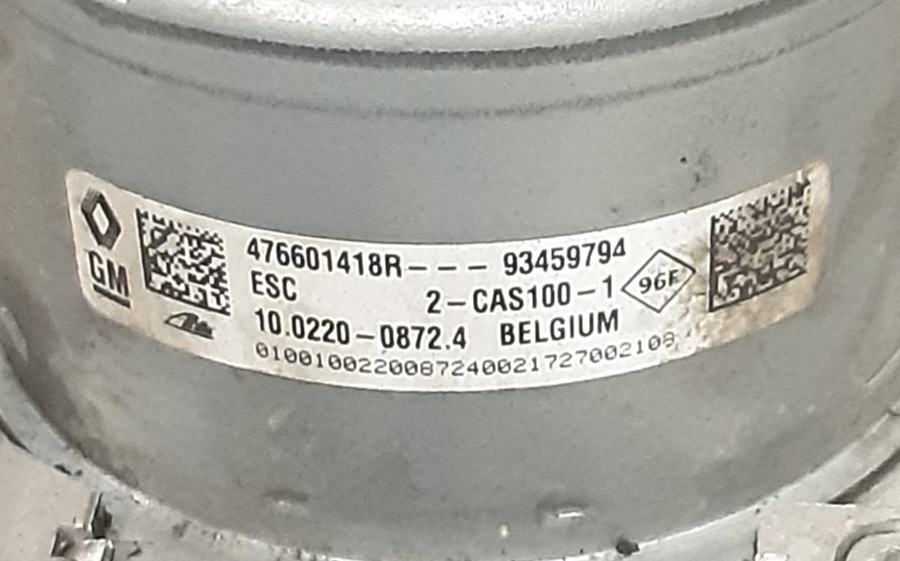 GM
476601418R--- 93459794
ESC 2-CAS100-1 96F
10.0220-0872.4 BELGIUM
0100100220087240021727002108